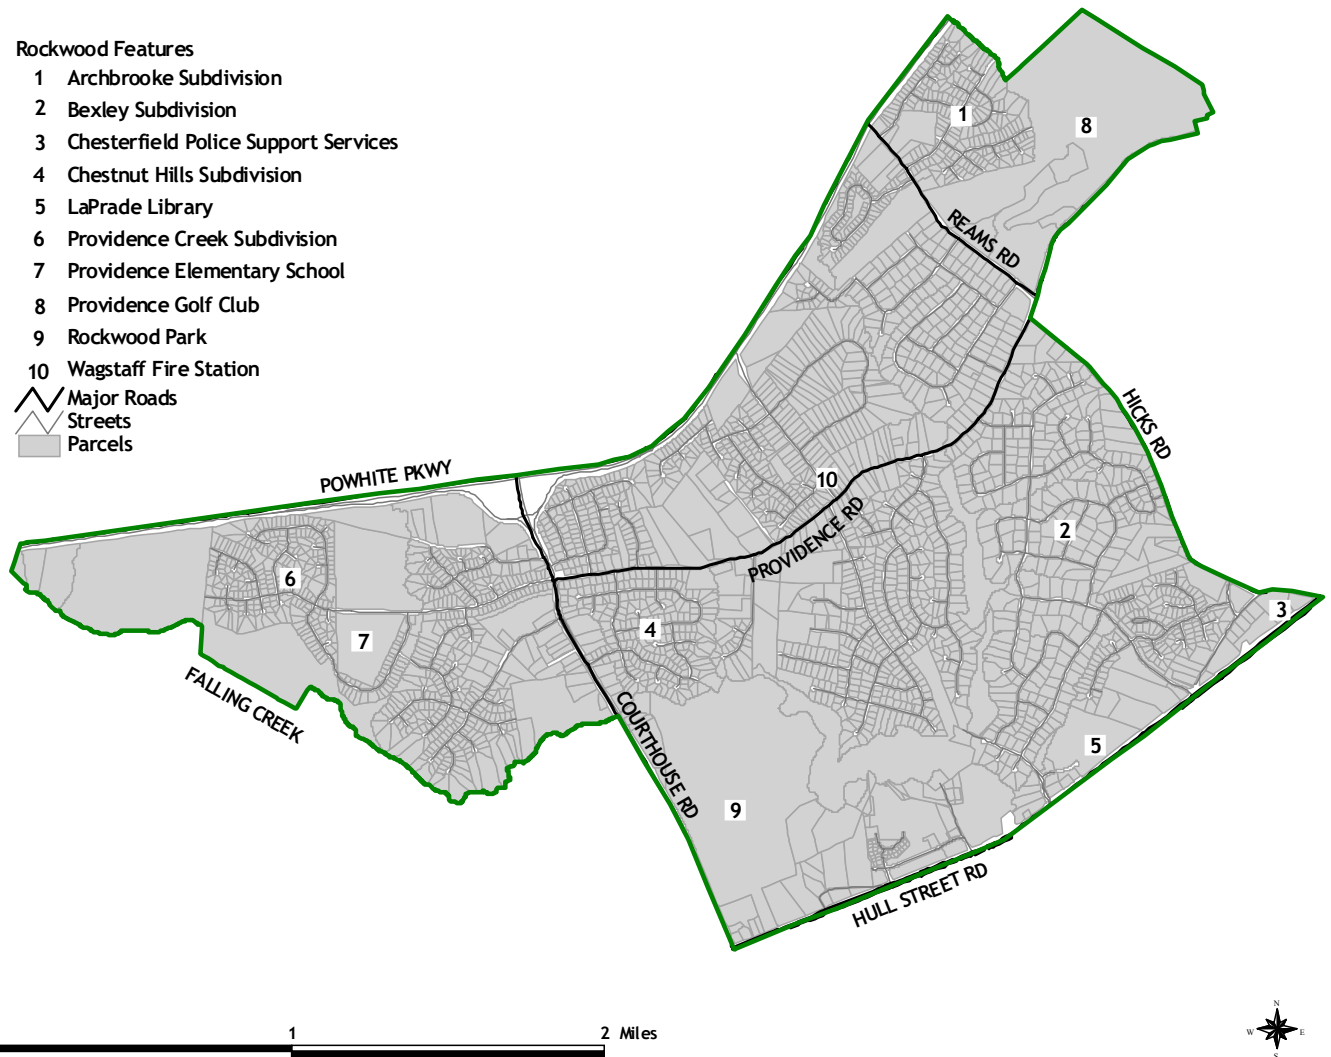 Rockwood Features
1 Archbrooke Subdivision
2 Bexley Subdivision
3 Chesterfield Police Support Services
4 Chestnut Hills Subdivision
5 LaPrade Library
6 Providence Creek Subdivision
7 Providence Elementary School
8 Providence Golf Club
9 Rockwood Park
10 Wagstaff Fire Station
Major Roads
Streets
Parcels
1
8
REAMS RD
HICKS RD
POWHITE PKWY
10
PROVIDENCE RD
2
6
3
4
7
FALLING CREEK
COURTHOUSE RD
5
9
HULL STREET RD
1
2 Miles
N
W
E
S